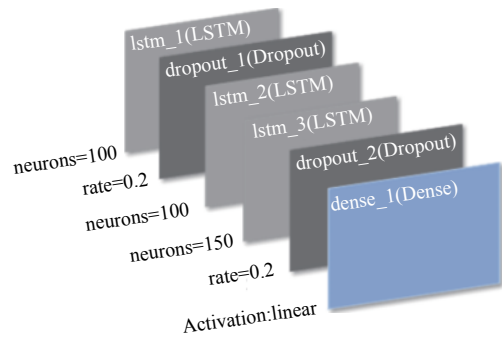 lstm_1(LSTM)
dropout_1(Dropout)
lstm_2(LSTM)
lstm_3(LSTM)
dropout_2(Dropout)
dense_1(Dense)
neurons=100
rate=0.2
neurons=100
neurons=150
rate=0.2
Activation:linear